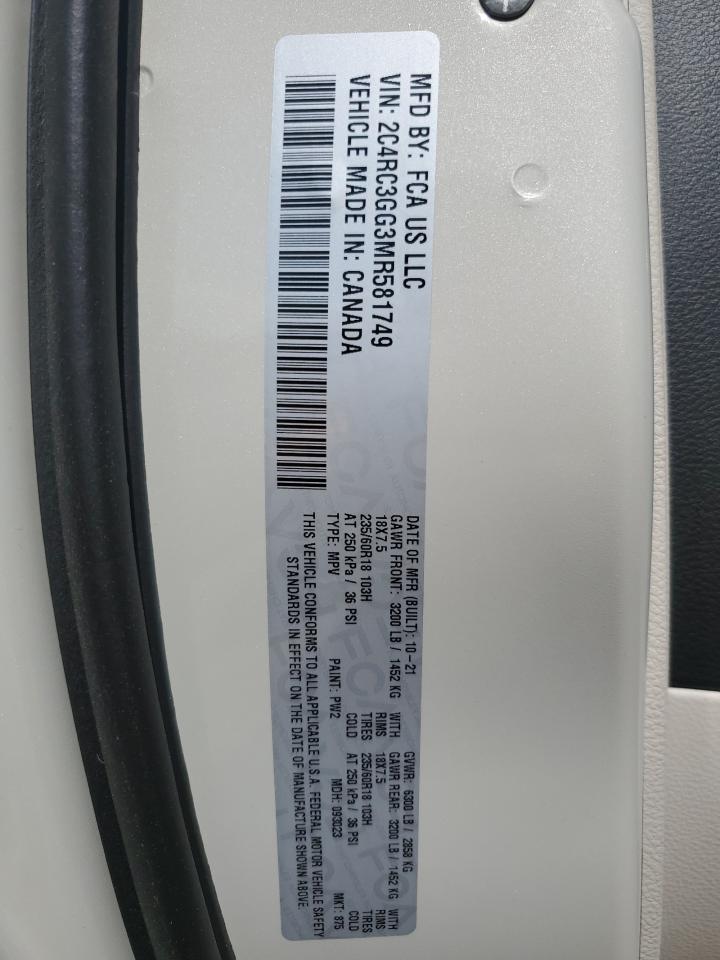 MFD BY: FCA US LLC
VIN: 2C4RC3GG3MR581749
VEHICLE MADE IN: CANADA
DATE OF MFR (BUILT): 10-21 GVWR: 6300 LB / 2858 KG
GAWR FRONT: 3200 LB / 1452 KG WITH GAWR REAR: 3200 LB / 1452 KG WITH
18X7.5 RIMS 18X7.5 RIMS
235/60R18 103H TIRES 235/60R18 103H TIRES
AT 250 kPa / 36 PSI COLD AT 250 kPa / 36 PSI COLD
TYPE: MPV PAINT: PW2 MDH: 093023 MKT: 875
THIS VEHICLE CONFORMS TO ALL APPLICABLE U.S.A. FEDERAL MOTOR VEHICLE SAFETY
STANDARDS IN EFFECT ON THE DATE OF MANUFACTURE SHOWN ABOVE.